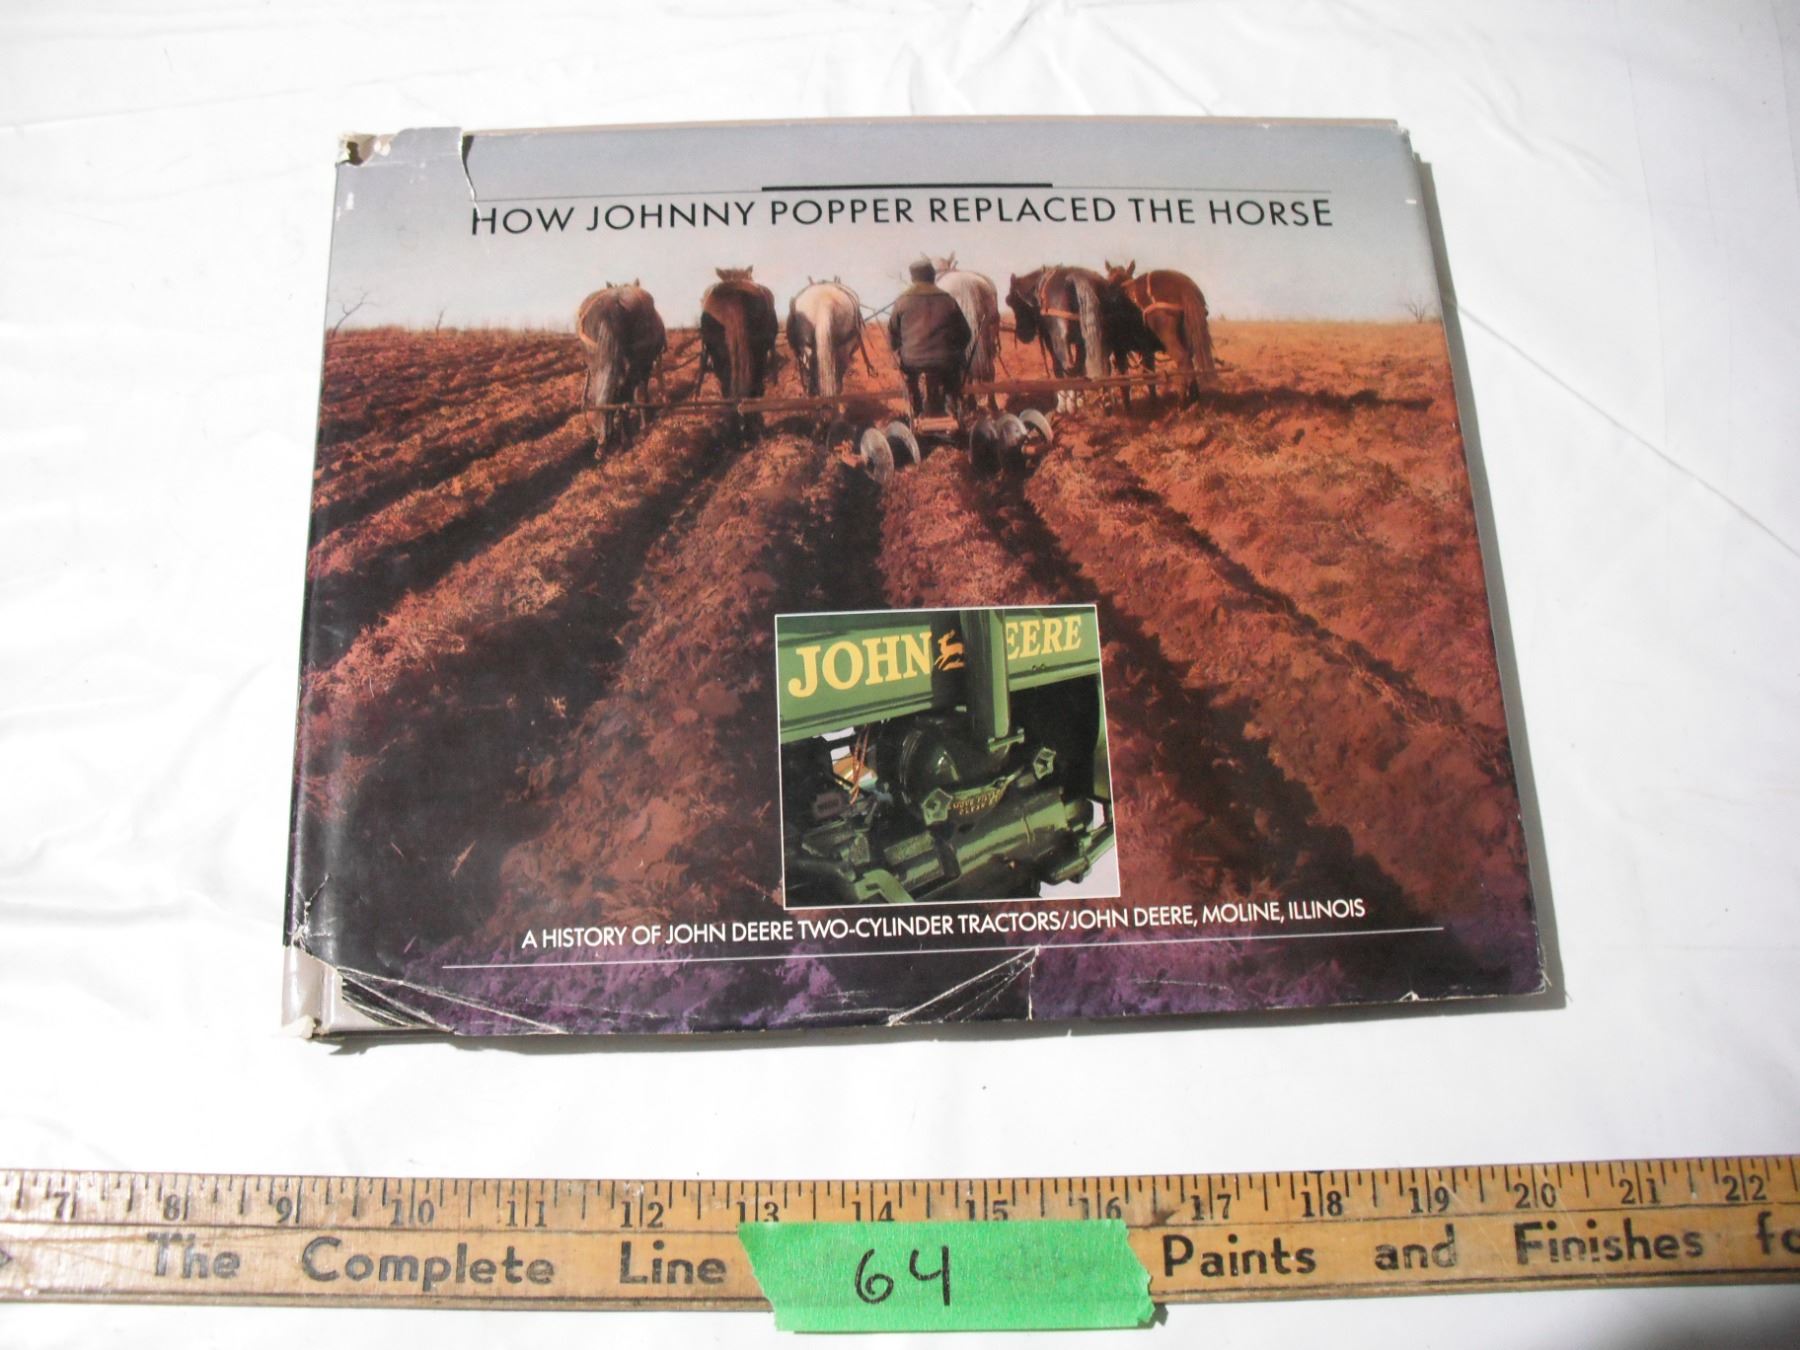 HOW JOHNNY POPPER REPLACED THE HORSE
JOHN DEERE
A HISTORY OF JOHN DEERE TWO-CYLINDER TRACTORS/JOHN DEERE, MOLINE, ILLINOIS
7 8 9 10 11 12 13 14 15 16 17 18 19 20 21 22
The Complete Line 64 Paints and Finishes fo